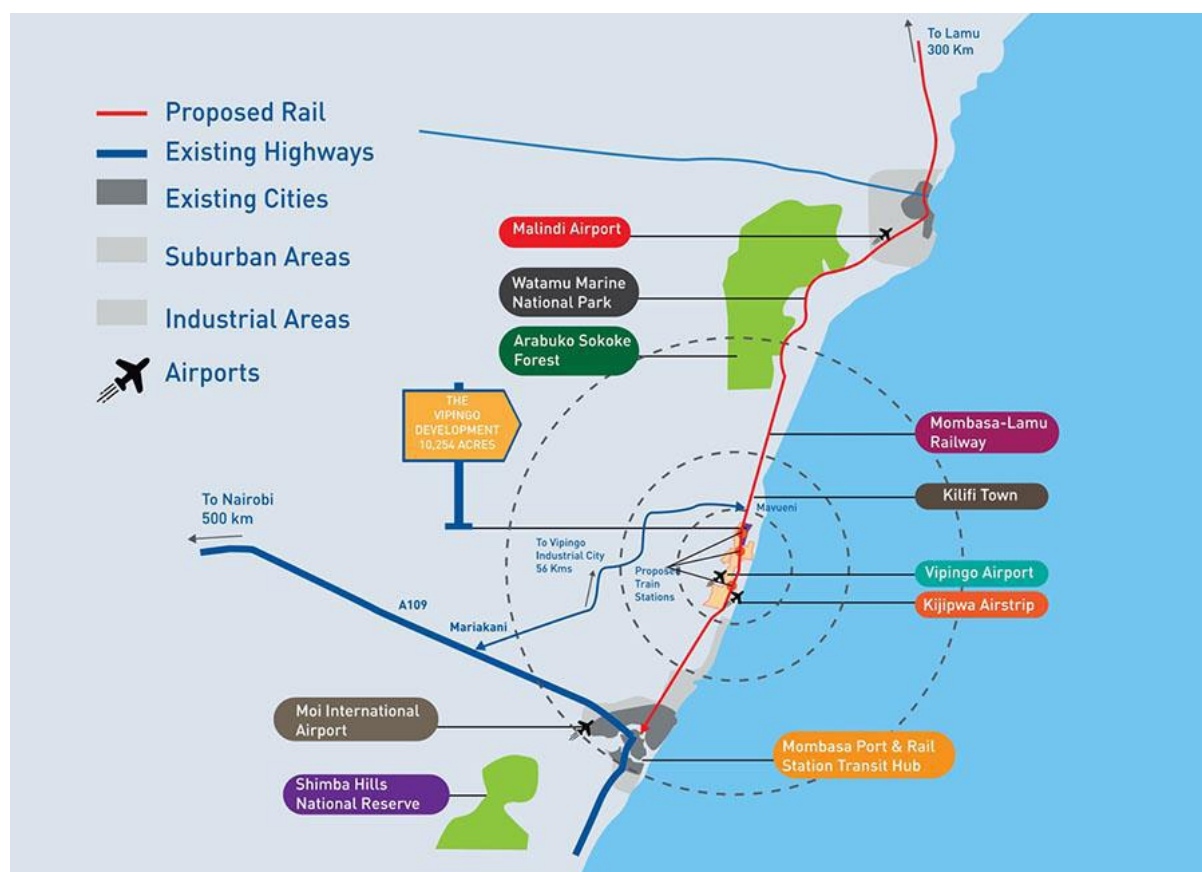 To Lamu
300 Km
Proposed Rail
Existing Highways
Existing Cities
Suburban Areas
Industrial Areas
Airports
Malindi Airport
Watamu Marine
National Park
Arabuko Sokoke
Forest
THE
VIPINGO
DEVELOPMENT
10,254 ACRES
Mombasa-Lamu
Railway
Kilifi Town
To Nairobi
500 km
Mavueni
To Vipingo
Industrial City
56 Kms
Proposed
Train
Stations
Vipingo Airport
Kijipwa Airstrip
A109
Mariakani
Moi International
Airport
Mombasa Port & Rail
Station Transit Hub
Shimba Hills
National Reserve